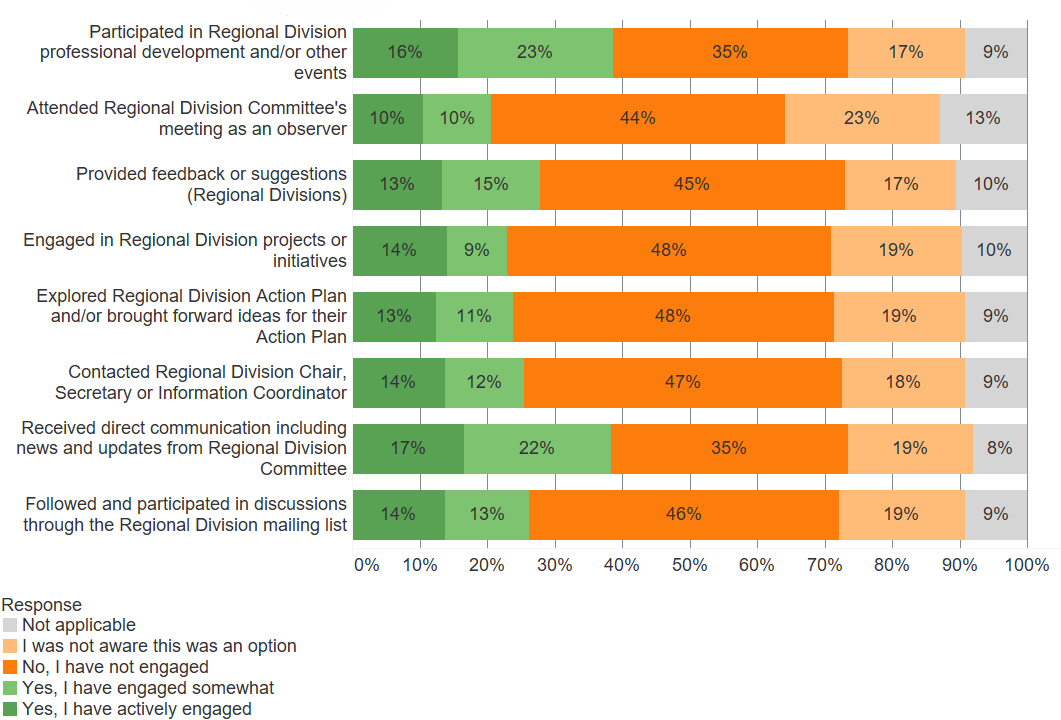 Participated in Regional Division
professional development and/or other
events
16% 23% 35% 17% 9%
Attended Regional Division Committee's
meeting as an observer
10% 10% 44% 23% 13%
Provided feedback or suggestions
(Regional Divisions)
13% 15% 45% 17% 10%
Engaged in Regional Division projects or
initiatives
14% 9% 48% 19% 10%
Explored Regional Division Action Plan
and/or brought forward ideas for their
Action Plan
13% 11% 48% 19% 9%
Contacted Regional Division Chair,
Secretary or Information Coordinator
14% 12% 47% 18% 9%
Received direct communication including
news and updates from Regional Division
Committee
17% 22% 35% 19% 8%
Followed and participated in discussions
through the Regional Division mailing list
14% 13% 46% 19% 9%
0% 10% 20% 30% 40% 50% 60% 70% 80% 90% 100%
Response
Not applicable
I was not aware this was an option
No, I have not engaged
Yes, I have engaged somewhat
Yes, I have actively engaged